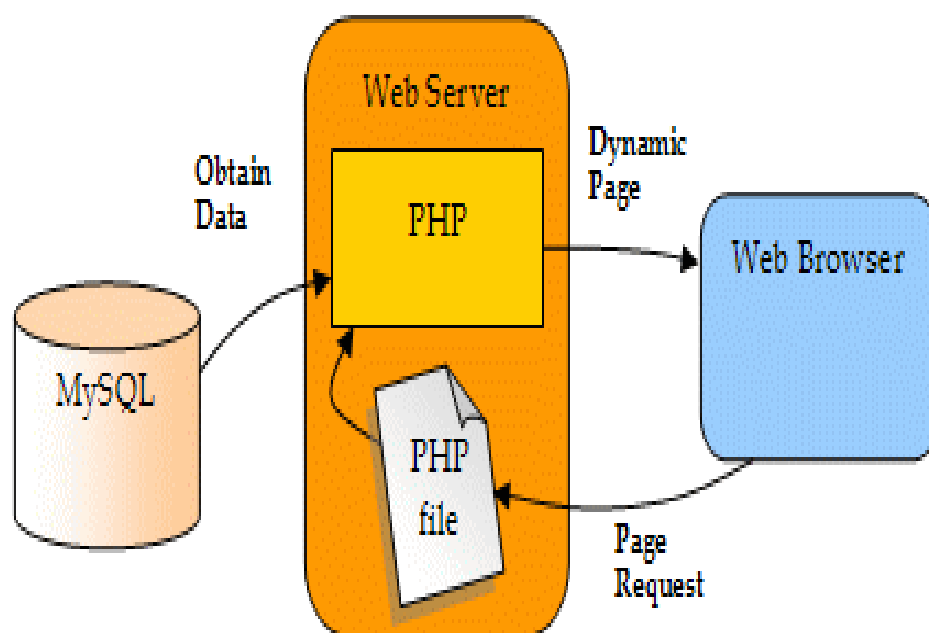 Web Server
Obtain
Data
PHP
Dynamic
Page
Web Browser
MySQL
PHP
file
Page
Request